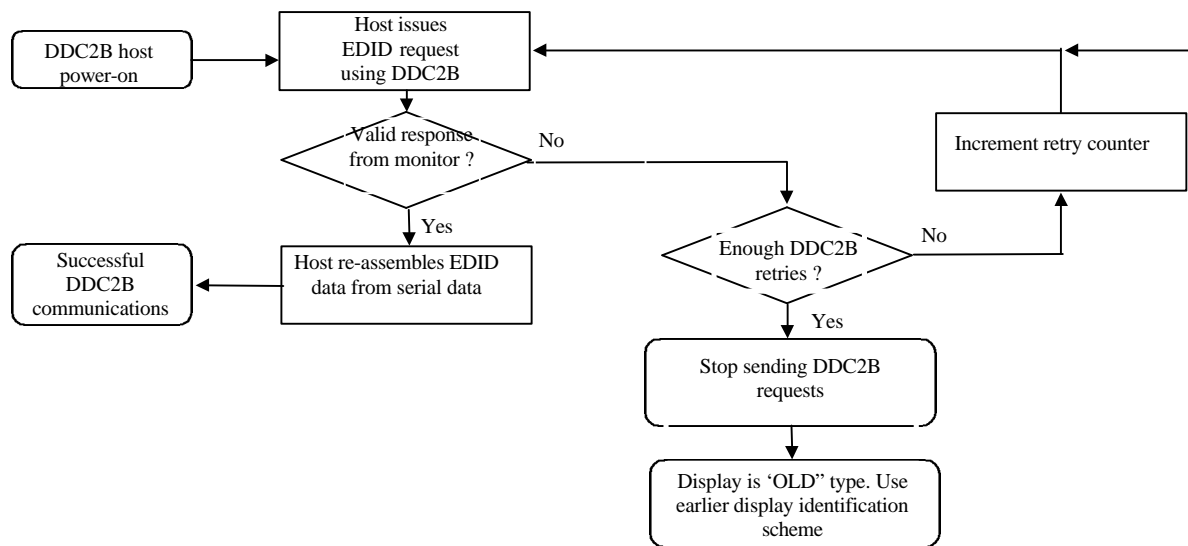 DDC2B host
power-on
Host issues
EDID request
using DDC2B
Valid response
from monitor ?
No
Yes
Increment retry counter
Successful
DDC2B
communications
Host re-assembles EDID
data from serial data
Enough DDC2B
retries ?
No
Yes
Stop sending DDC2B
requests
Display is ‘OLD” type. Use
earlier display identification
scheme